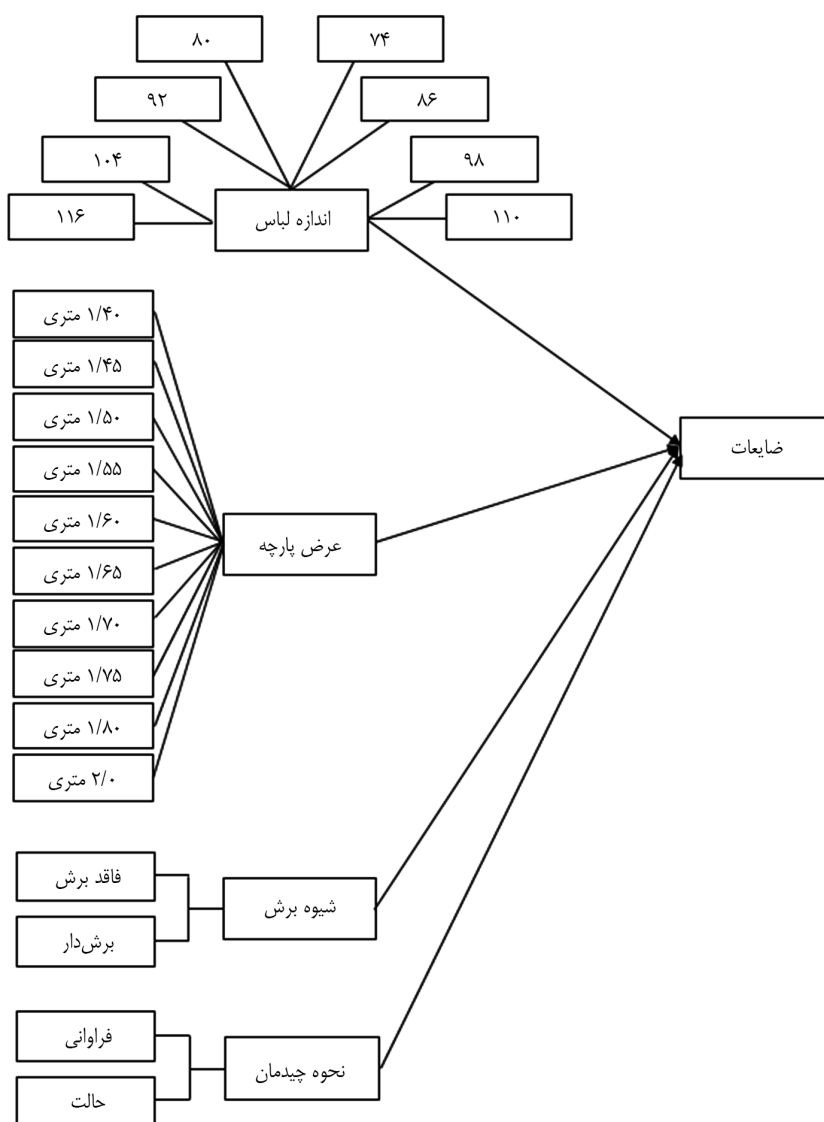 ۸۰
۷۴
۹۲
۸۶
۱۰۴
۹۸
۱۱۶
اندازه لباس
۱۱۰
۱/۴۰ متری
۱/۴۵ متری
۱/۵۰ متری
۱/۵۵ متری
۱/۶۰ متری
۱/۶۵ متری
۱/۷۰ متری
۱/۷۵ متری
۱/۸۰ متری
۲/۰ متری
عرض پارچه
ضایعات
فاقد برش
برش‌دار
شیوه برش
فراوانی
حالت
نحوه چیدمان